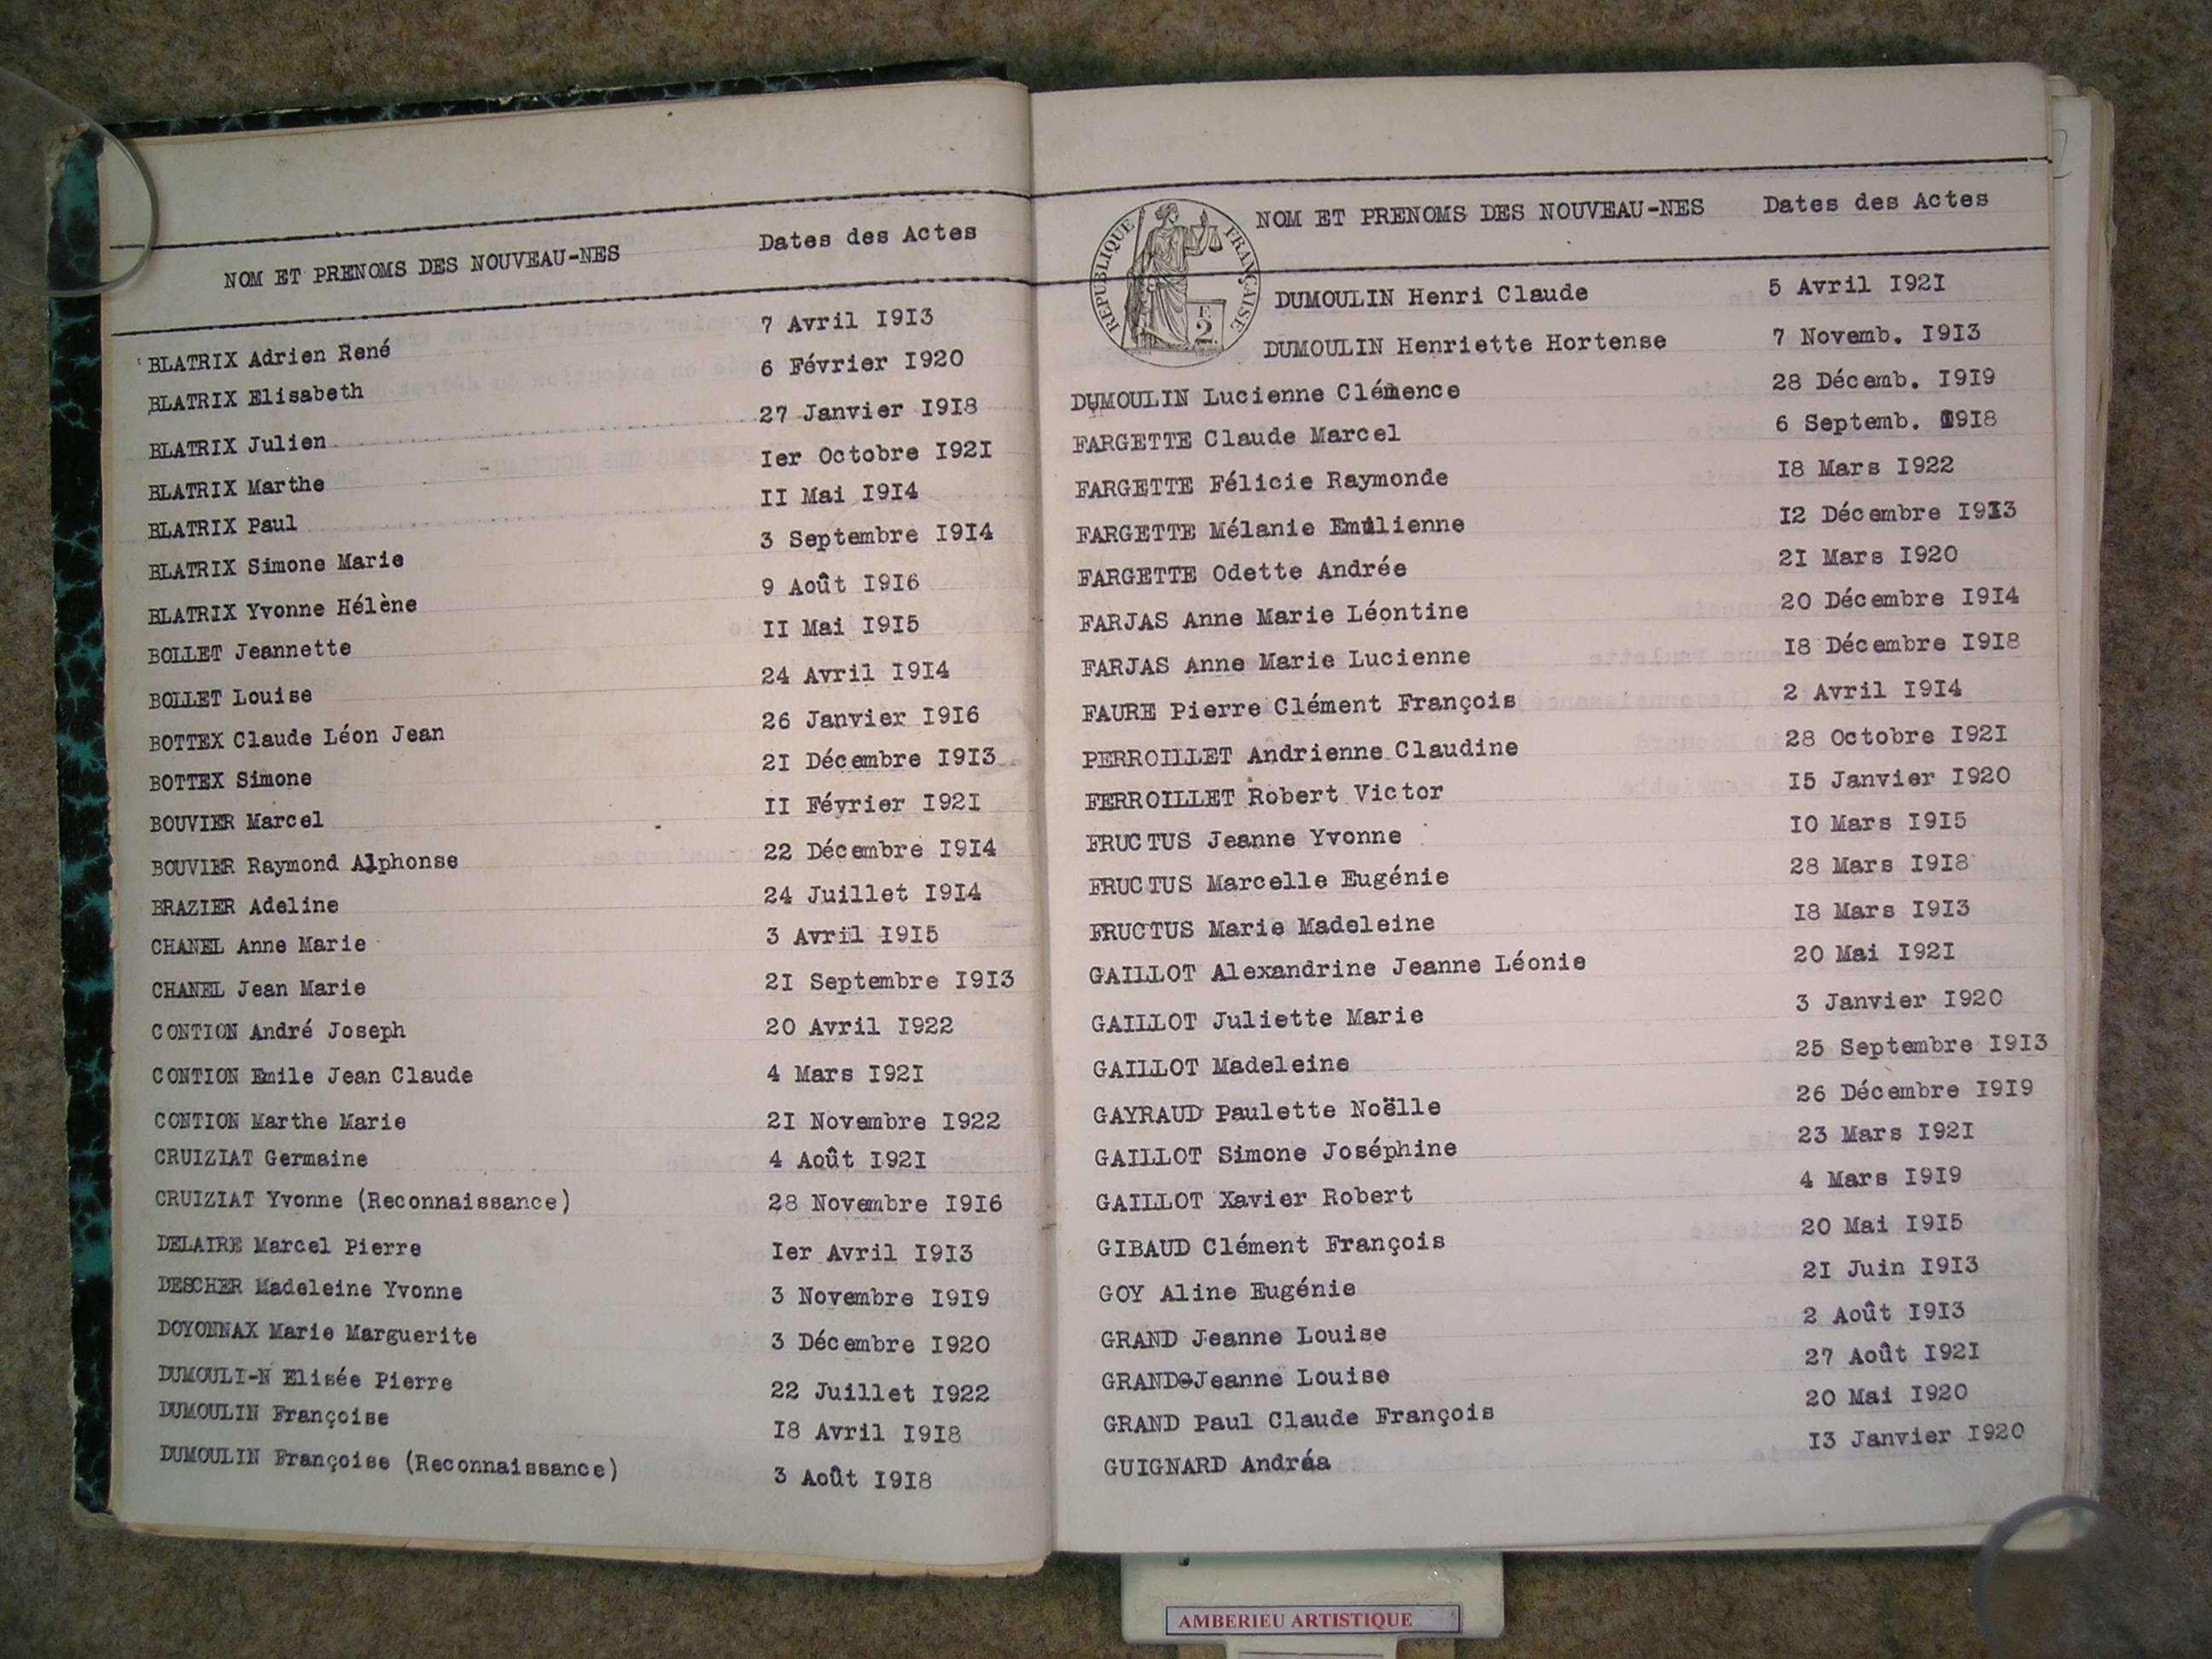 NOM ET PRENOMS DES NOUVEAU-NES Dates des Actes
BLATRIX Adrien René 7 Avril I9I3
BLATRIX Elisabeth 6 Février I920
BLATRIX Julien 27 Janvier I9I8
BLATRIX Marthe Ier Octobre I92I
BLATRIX Paul II Mai I9I4
BLATRIX Simone Marie 3 Septembre I9I4
BLATRIX Yvonne Hélène 9 Août I9I6
BOLLET Jeannette II Mai I9I5
BOLLET Louise 24 Avril I9I4
BOTTEX Claude Léon Jean 26 Janvier I9I6
BOTTEX Simone 2I Décembre I9I3
BOUVIER Marcel II Février I92I
BOUVIER Raymond Alphonse 22 Décembre I9I4
BRAZIER Adeline 24 Juillet I9I4
CHANEL Anne Marie 3 Avril I9I5
CHANEL Jean Marie 2I Septembre I9I3
CONTION André Joseph 20 Avril I922
CONTION Emile Jean Claude 4 Mars I92I
CONTION Marthe Marie 2I Novembre I922
CRUIZIAT Germaine 4 Août I92I
CRUIZIAT Yvonne (Reconnaissance) 28 Novembre I9I6
DELAIRE Marcel Pierre Ier Avril I9I3
DESCHER Madeleine Yvonne 3 Novembre I9I9
DOYONNAX Marie Marguerite 3 Décembre I920
DUMOULI-N Elisée Pierre 22 Juillet I922
DUMOULIN Françoise I8 Avril I9I8
DUMOULIN Françoise (Reconnaissance) 3 Août I9I8
REPUBLIQUE FRANÇAISE
F. 2
NOM ET PRENOMS DES NOUVEAU-NES Dates des Actes
DUMOULIN Henri Claude 5 Avril I92I
DUMOULIN Henriette Hortense 7 Novemb. I9I3
DUMOULIN Lucienne Clémence 28 Décemb. I9I9
FARGETTE Claude Marcel 6 Septemb. I9I8
FARGETTE Félicie Raymonde I8 Mars I922
FARGETTE Mélanie Emilienne I2 Décembre I9I3
FARGETTE Odette Andrée 2I Mars I920
FARJAS Anne Marie Léontine 20 Décembre I9I4
FARJAS Anne Marie Lucienne I8 Décembre I9I8
FAURE Pierre Clément François 2 Avril I9I4
PERROILLET Andrienne Claudine 28 Octobre I92I
FERROILLET Robert Victor I5 Janvier I920
FRUCTUS Jeanne Yvonne I0 Mars I9I5
FRUCTUS Marcelle Eugénie 28 Mars I9I8
FRUCTUS Marie Madeleine I8 Mars I9I3
GAILLOT Alexandrine Jeanne Léonie 20 Mai I92I
GAILLOT Juliette Marie 3 Janvier I920
GAILLOT Madeleine 25 Septembre I9I3
GAYRAUD Paulette Noëlle 26 Décembre I9I9
GAILLOT Simone Joséphine 23 Mars I92I
GAILLOT Xavier Robert 4 Mars I9I9
GIBAUD Clément François 20 Mai I9I5
GOY Aline Eugénie 2I Juin I9I3
GRAND Jeanne Louise 2 Août I9I3
GRAND Jeanne Louise 27 Août I92I
GRAND Paul Claude François 20 Mai I920
GUIGNARD Andréa I3 Janvier I920
AMBERIEU ARTISTIQUE